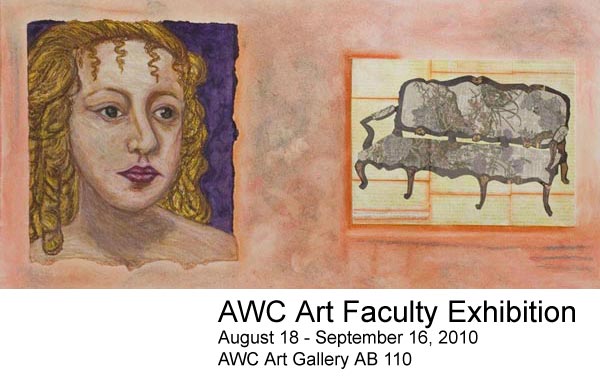 AWC Art Faculty Exhibition
August 18 - September 16, 2010
AWC Art Gallery AB 110